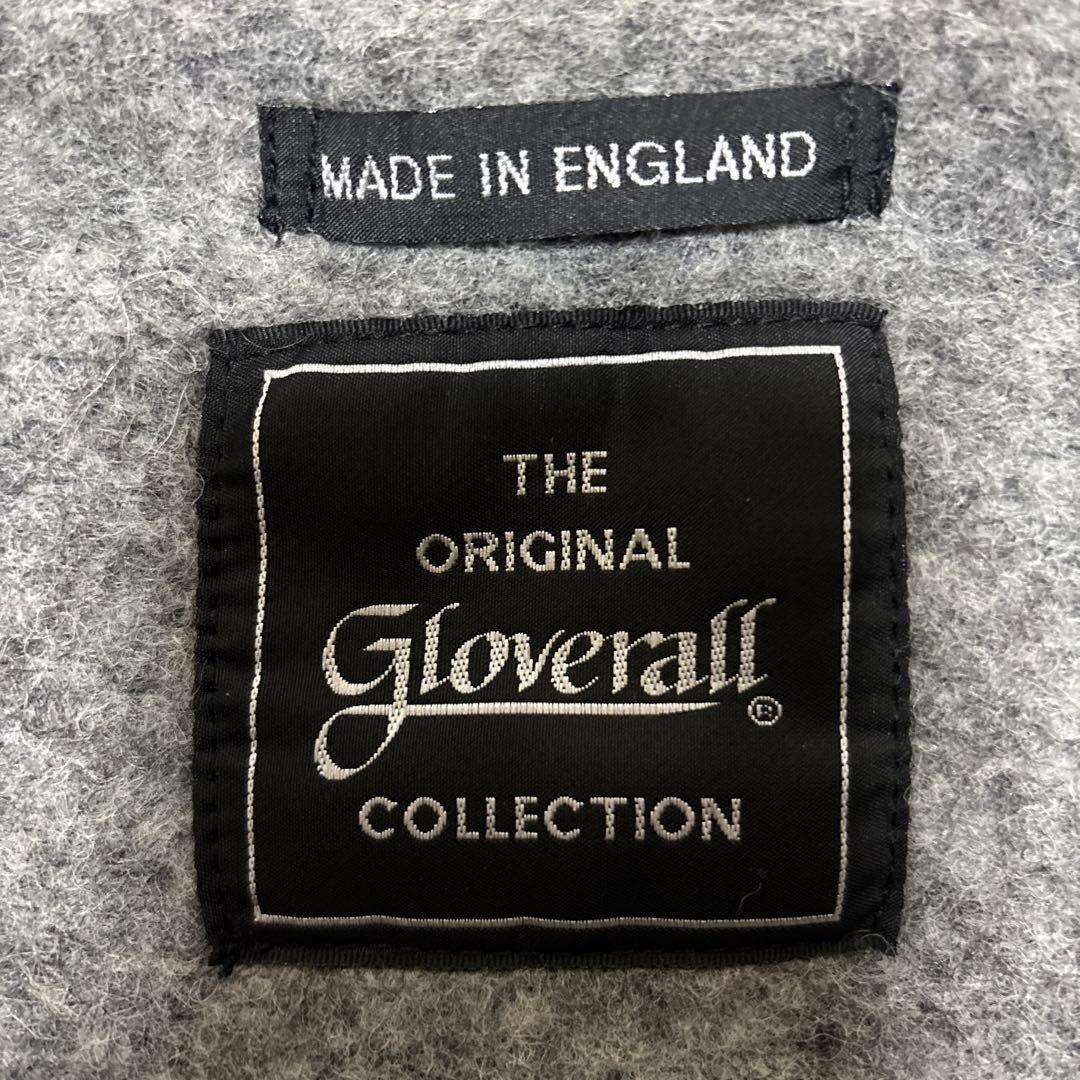 MADE IN ENGLAND
THE
ORIGINAL
Gloverall®
COLLECTION